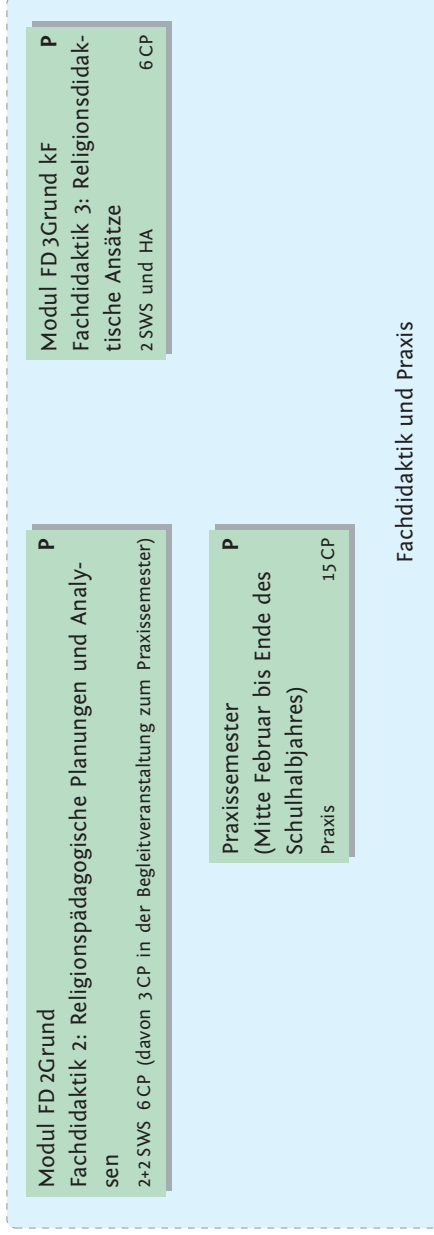 Modul FD 2Grund P
Fachdidaktik 2: Religionspädagogische Planungen und Analy-
sen
2+2 SWS 6 CP (davon 3 CP in der Begleitveranstaltung zum Praxissemester)
Modul FD 3Grund kF P
Fachdidaktik 3: Religionsdidak-
tische Ansätze
2 SWS und HA 6 CP
Praxissemester P
(Mitte Februar bis Ende des
Schulhalbjahres)
Praxis 15 CP
Fachdidaktik und Praxis